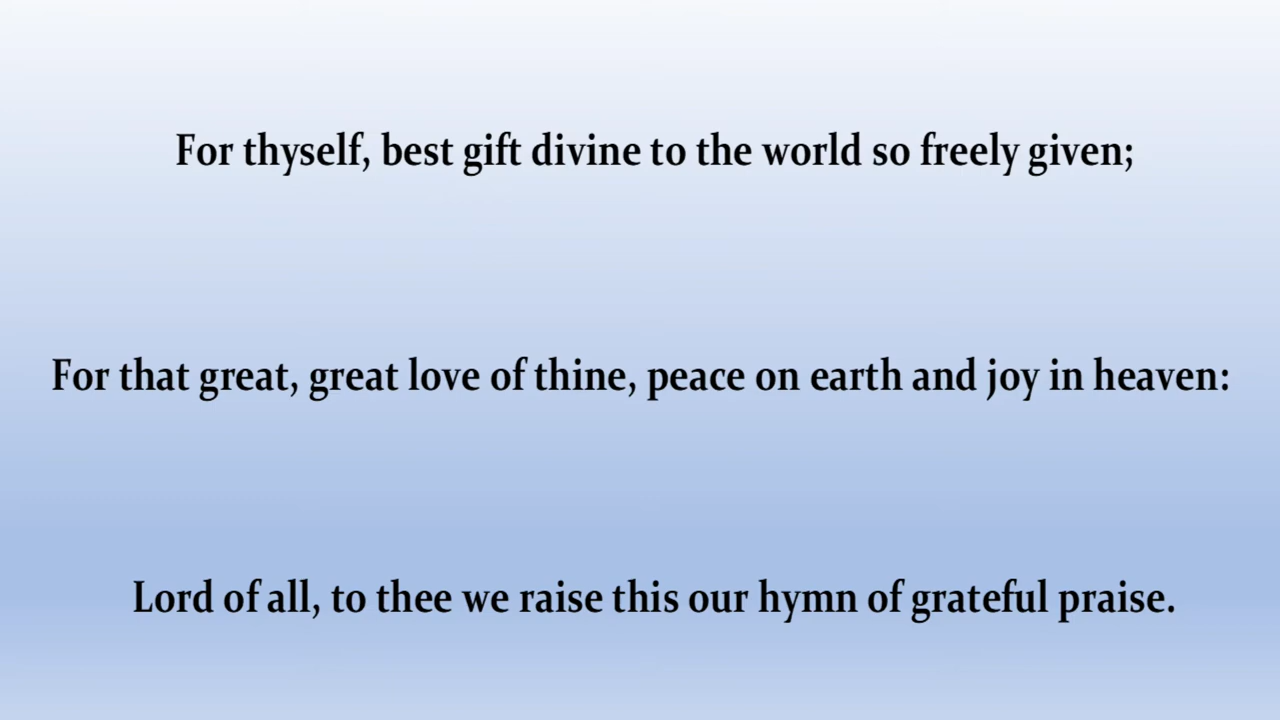 For thyself, best gift divine to the world so freely given;
For that great, great love of thine, peace on earth and joy in heaven:
Lord of all, to thee we raise this our hymn of grateful praise.